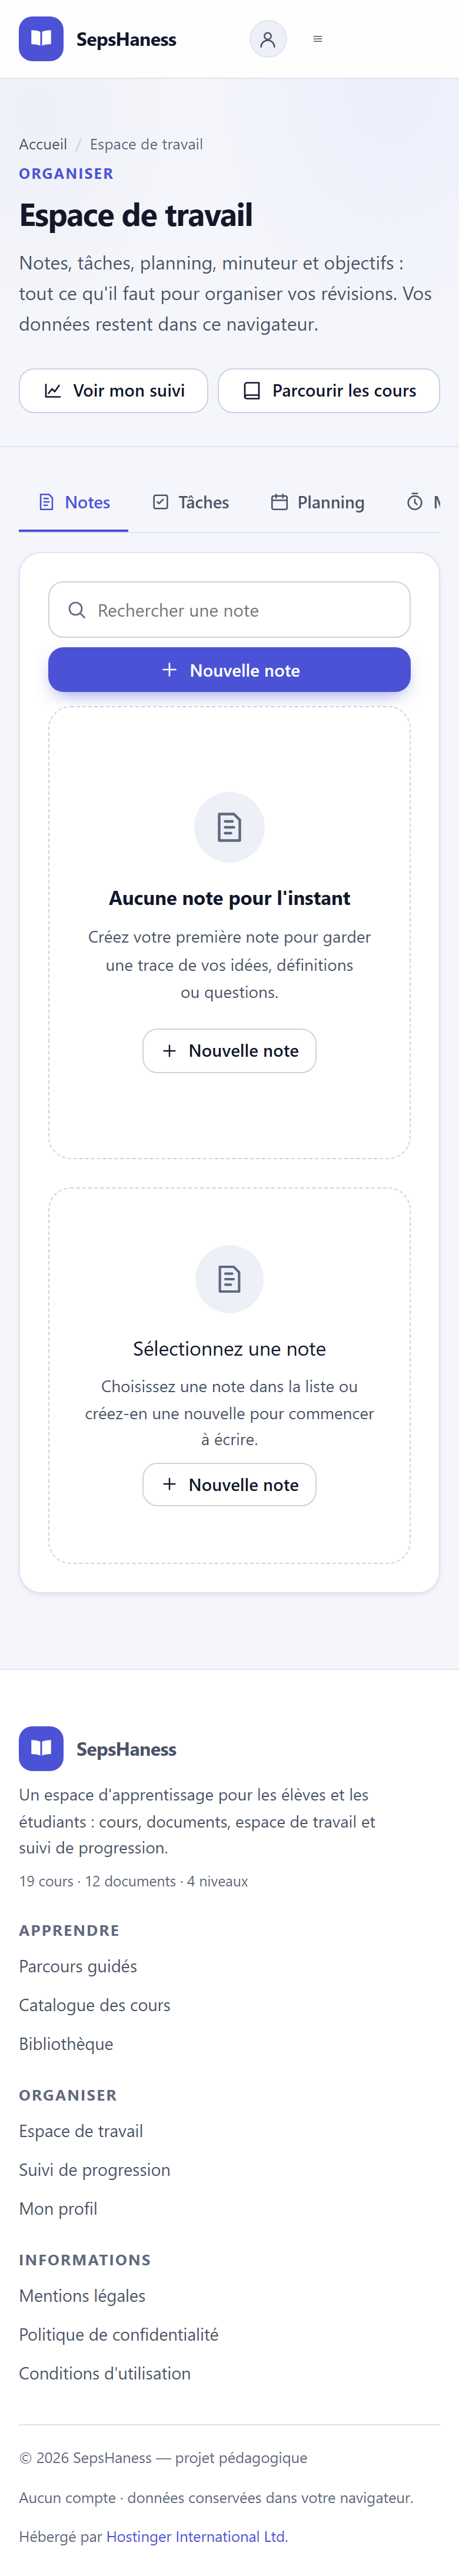 SepsHaness
Accueil / Espace de travail
ORGANISER
Espace de travail
Notes, tâches, planning, minuteur et objectifs :
tout ce qu'il faut pour organiser vos révisions. Vos
données restent dans ce navigateur.
Voir mon suivi Parcourir les cours
Notes Tâches Planning
Rechercher une note
Nouvelle note
Aucune note pour l'instant
Créez votre première note pour garder
une trace de vos idées, définitions
ou questions.
Nouvelle note
Sélectionnez une note
Choisissez une note dans la liste ou
créez-en une nouvelle pour commencer
à écrire.
Nouvelle note
SepsHaness
Un espace d'apprentissage pour les élèves et les
étudiants : cours, documents, espace de travail et
suivi de progression.
19 cours · 12 documents · 4 niveaux
APPRENDRE
Parcours guidés
Catalogue des cours
Bibliothèque
ORGANISER
Espace de travail
Suivi de progression
Mon profil
INFORMATIONS
Mentions légales
Politique de confidentialité
Conditions d'utilisation
© 2026 SepsHaness — projet pédagogique
Aucun compte · données conservées dans votre navigateur.
Hébergé par Hostinger International Ltd.